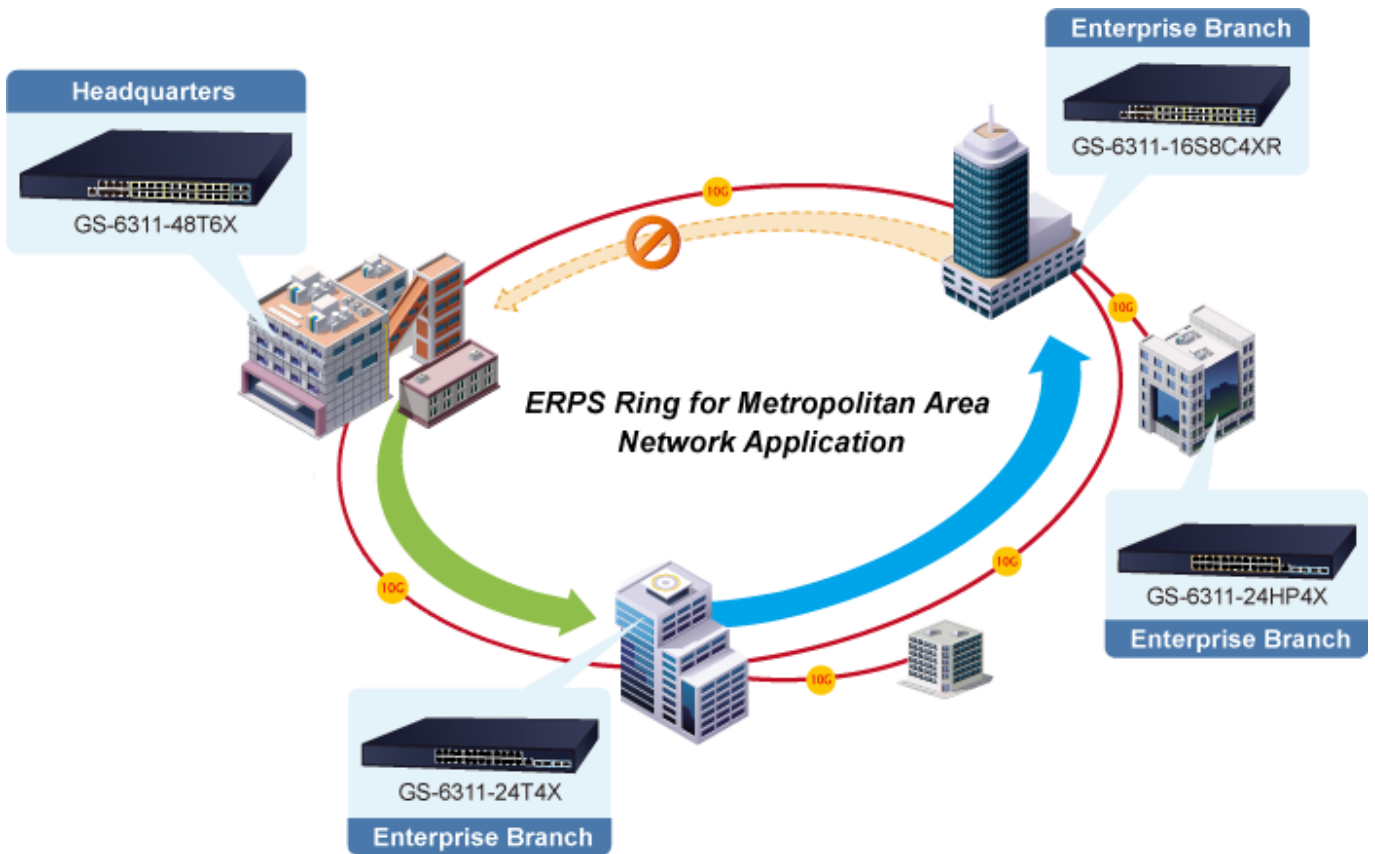 Enterprise Branch
GS-6311-16S8C4XR
Headquarters
GS-6311-48T6X
10G
10G
ERPS Ring for Metropolitan Area
Network Application
GS-6311-24HP4X
Enterprise Branch
10G
10G
10G
GS-6311-24T4X
Enterprise Branch